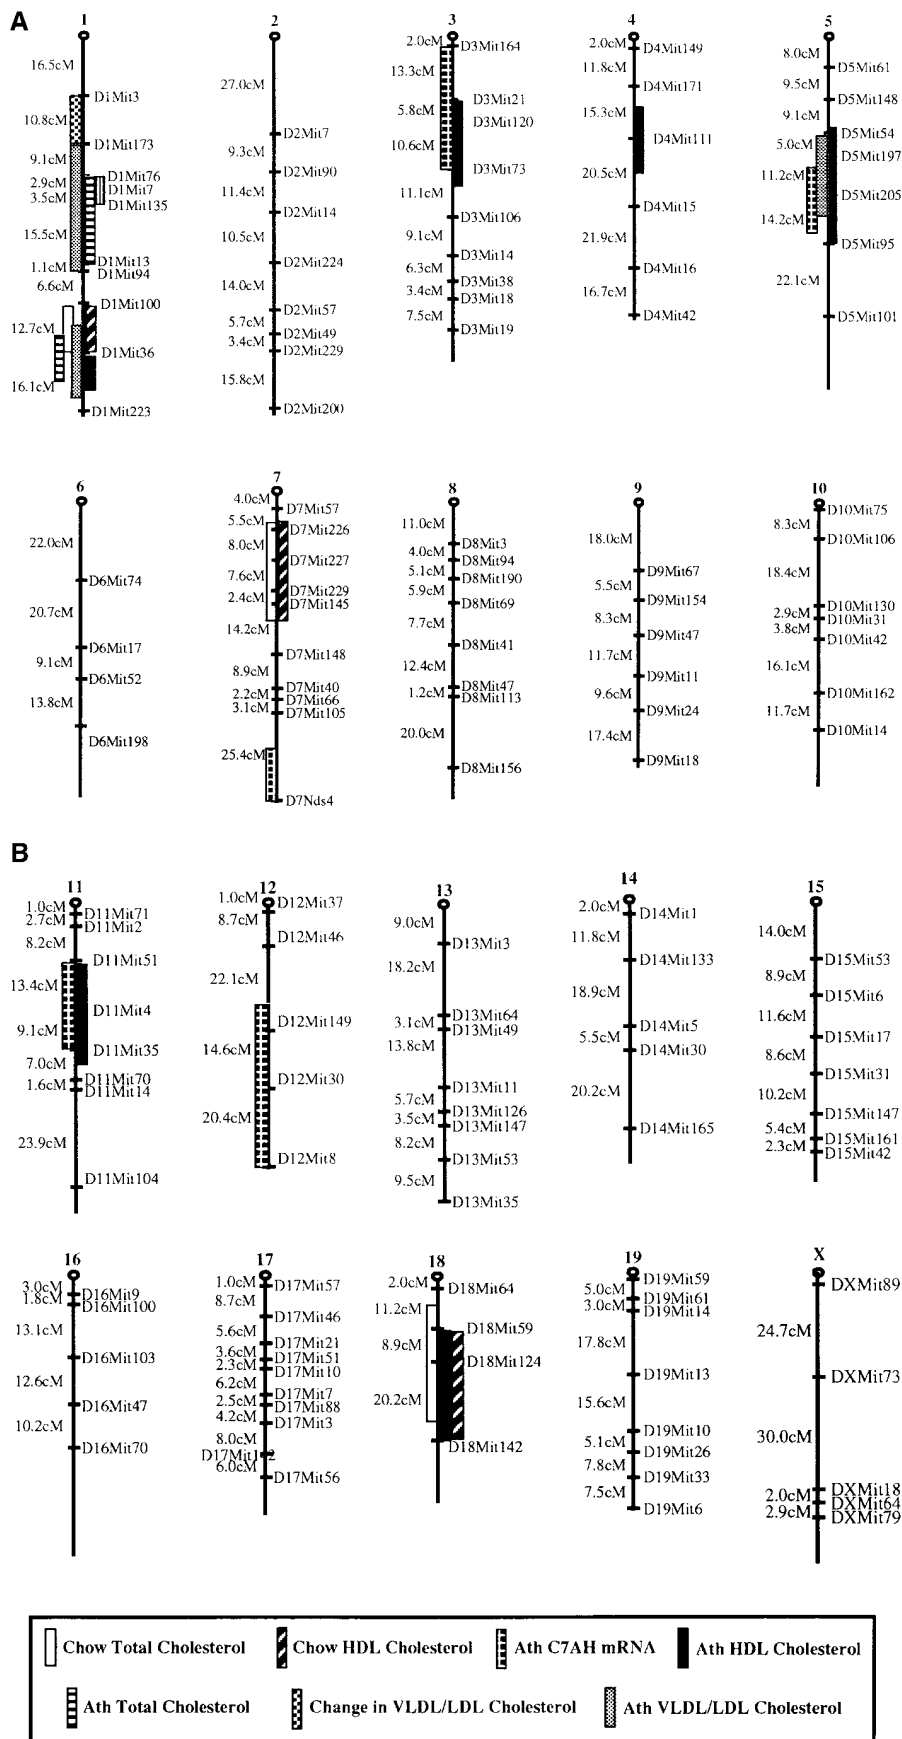 A
1
16.5cM
D1Mit3
10.8cM
D1Mit173
9.1cM
D1Mit76
2.9cM
D1Mit7
3.5cM
D1Mit135
15.5cM
D1Mit13
1.1cM
D1Mit94
6.6cM
D1Mit100
12.7cM
D1Mit36
16.1cM
D1Mit223
2
27.0cM
D2Mit7
9.3cM
D2Mit90
11.4cM
D2Mit14
10.5cM
D2Mit224
14.0cM
D2Mit57
5.7cM
D2Mit49
3.4cM
D2Mit229
15.8cM
D2Mit200
3
2.0cM
D3Mit164
13.3cM
D3Mit21
5.8cM
D3Mit120
10.6cM
D3Mit73
11.1cM
D3Mit106
9.1cM
D3Mit14
6.3cM
D3Mit38
3.4cM
D3Mit18
7.5cM
D3Mit19
4
2.0cM
D4Mit149
11.8cM
D4Mit171
15.3cM
D4Mit111
20.5cM
D4Mit15
21.9cM
D4Mit16
16.7cM
D4Mit42
5
8.0cM
D5Mit61
9.5cM
D5Mit148
9.1cM
D5Mit54
5.0cM
D5Mit197
11.2cM
D5Mit205
14.2cM
D5Mit95
22.1cM
D5Mit101
6
22.0cM
D6Mit74
20.7cM
D6Mit17
9.1cM
D6Mit52
13.8cM
D6Mit198
7
4.0cM
D7Mit57
5.5cM
D7Mit226
8.0cM
D7Mit227
7.6cM
D7Mit229
2.4cM
D7Mit145
14.2cM
D7Mit148
8.9cM
D7Mit40
2.2cM
D7Mit66
3.1cM
D7Mit105
25.4cM
D7Nds4
8
11.0cM
D8Mit3
4.0cM
D8Mit94
5.1cM
D8Mit190
5.9cM
D8Mit69
7.7cM
D8Mit41
12.4cM
D8Mit47
1.2cM
D8Mit113
20.0cM
D8Mit156
9
18.0cM
D9Mit67
5.5cM
D9Mit154
8.3cM
D9Mit47
11.7cM
D9Mit11
9.6cM
D9Mit24
17.4cM
D9Mit18
10
D10Mit75
8.3cM
D10Mit106
18.4cM
D10Mit130
2.9cM
D10Mit31
3.8cM
D10Mit42
16.1cM
D10Mit162
11.7cM
D10Mit14
B
11
1.0cM
D11Mit71
2.7cM
D11Mit2
8.2cM
D11Mit51
13.4cM
D11Mit4
9.1cM
D11Mit35
7.0cM
D11Mit70
1.6cM
D11Mit14
23.9cM
D11Mit104
12
1.0cM
D12Mit37
8.7cM
D12Mit46
22.1cM
D12Mit149
14.6cM
D12Mit30
20.4cM
D12Mit8
13
9.0cM
D13Mit3
18.2cM
D13Mit64
3.1cM
D13Mit49
13.8cM
D13Mit11
5.7cM
D13Mit126
3.5cM
D13Mit147
8.2cM
D13Mit53
9.5cM
D13Mit35
14
2.0cM
D14Mit1
11.8cM
D14Mit133
18.9cM
D14Mit5
5.5cM
D14Mit30
20.2cM
D14Mit165
15
14.0cM
D15Mit53
8.9cM
D15Mit6
11.6cM
D15Mit17
8.6cM
D15Mit31
10.2cM
D15Mit147
5.4cM
D15Mit161
2.3cM
D15Mit42
16
3.0cM
D16Mit9
1.8cM
D16Mit100
13.1cM
D16Mit103
12.6cM
D16Mit47
10.2cM
D16Mit70
17
1.0cM
D17Mit57
8.7cM
D17Mit46
5.6cM
D17Mit21
3.6cM
D17Mit51
2.3cM
D17Mit10
6.2cM
D17Mit7
2.5cM
D17Mit88
4.2cM
D17Mit3
8.0cM
6.0cM
D17Mit56
18
2.0cM
D18Mit64
11.2cM
D18Mit59
8.9cM
D18Mit124
20.2cM
D18Mit142
19
D19Mit59
5.0cM
D19Mit61
3.0cM
D19Mit14
17.8cM
D19Mit13
15.6cM
D19Mit10
5.1cM
D19Mit26
7.8cM
D19Mit33
7.5cM
D19Mit6
X
DXMit89
24.7cM
DXMit73
30.0cM
DXMit18
2.0cM
DXMit64
2.9cM
DXMit79
Chow Total Cholesterol
Chow HDL Cholesterol
Ath C7AH mRNA
Ath HDL Cholesterol
Ath Total Cholesterol
Change in VLDL/LDL Cholesterol
Ath VLDL/LDL Cholesterol